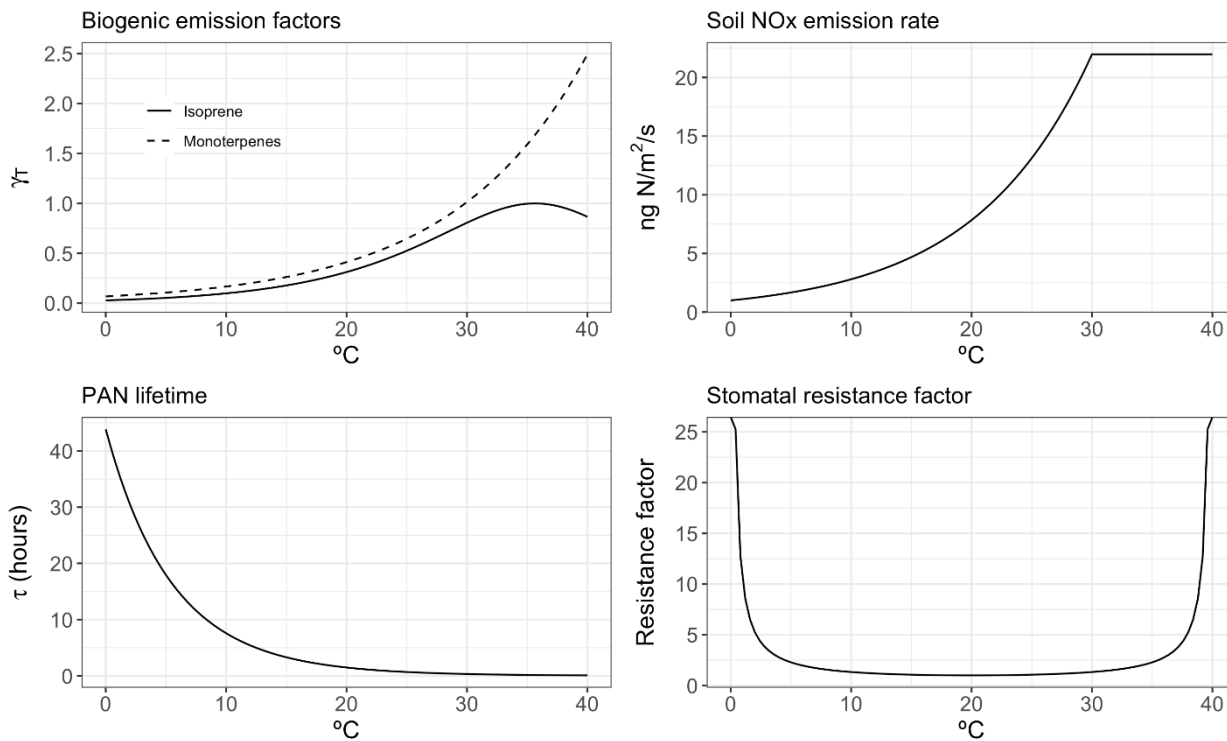 Biogenic emission factors
2.5
2.0
1.5
1.0
0.5
0.0
γT
Isoprene
Monoterpenes
0 10 20 30 40
ºC
Soil NOx emission rate
20
15
10
5
0
ng N/m²/s
0 10 20 30 40
ºC
PAN lifetime
40
30
20
10
0
τ (hours)
0 10 20 30 40
ºC
Stomatal resistance factor
25
20
15
10
5
0
Resistance factor
0 10 20 30 40
ºC